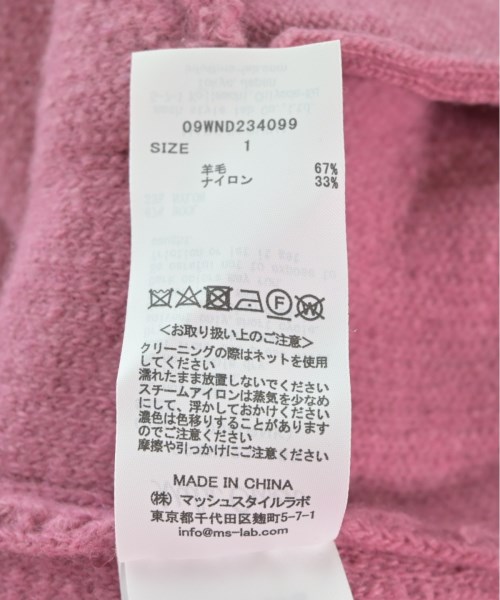 09WND234099
SIZE 1
羊毛 67%
ナイロン 33%
F W
<お取り扱い上のご注意>
クリーニングの際はネットを使用
してください
濡れたまま放置しないでください
スチームアイロンは蒸気を少なめ
にして、浮かしておかけください
濃色は色移りすることがあります
のでご注意ください
摩擦や引っかけにご注意ください
MADE IN CHINA
(株) マッシュスタイルラボ
東京都千代田区麹町5-7-1
info@ms-lab.com